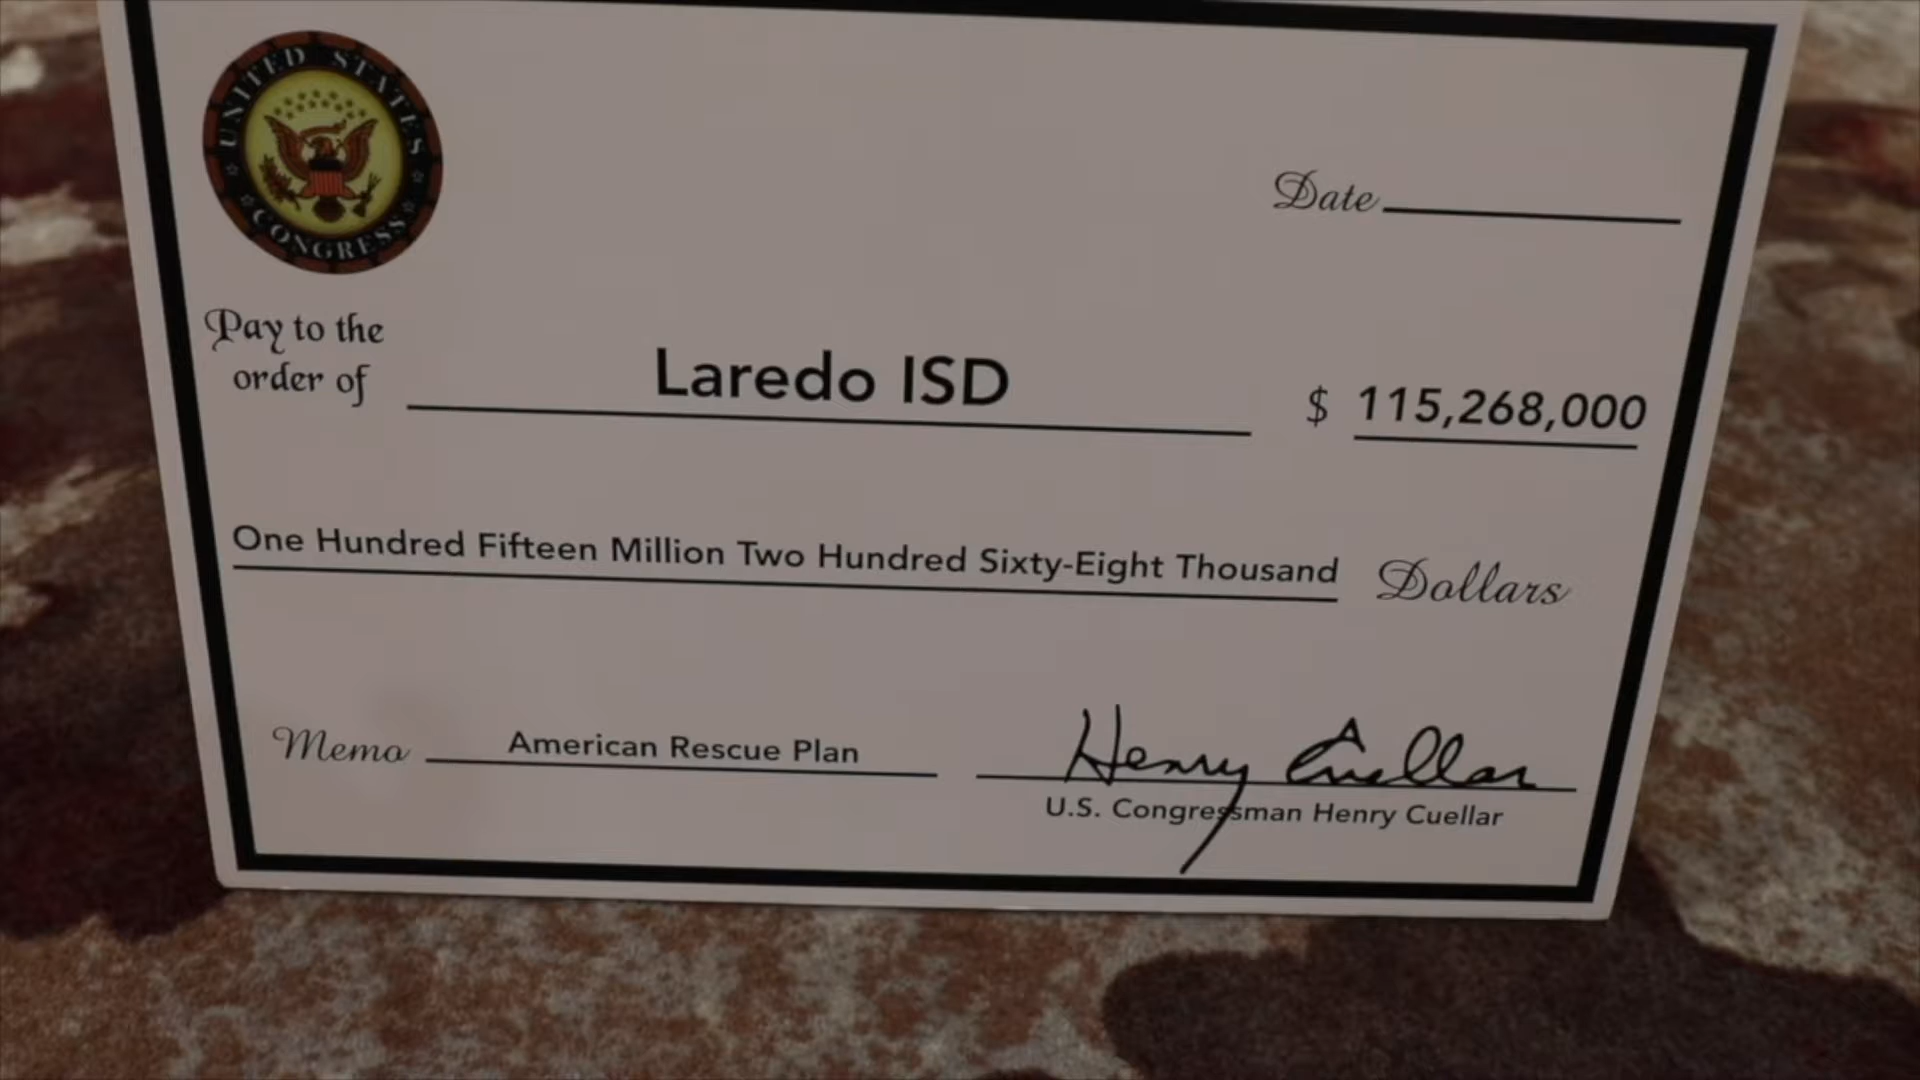 UNITED STATES
CONGRESS
Date
Pay to the
order of
Laredo ISD
$ 115,268,000
One Hundred Fifteen Million Two Hundred Sixty-Eight Thousand Dollars
Memo American Rescue Plan
Henry Cuellar
U.S. Congressman Henry Cuellar